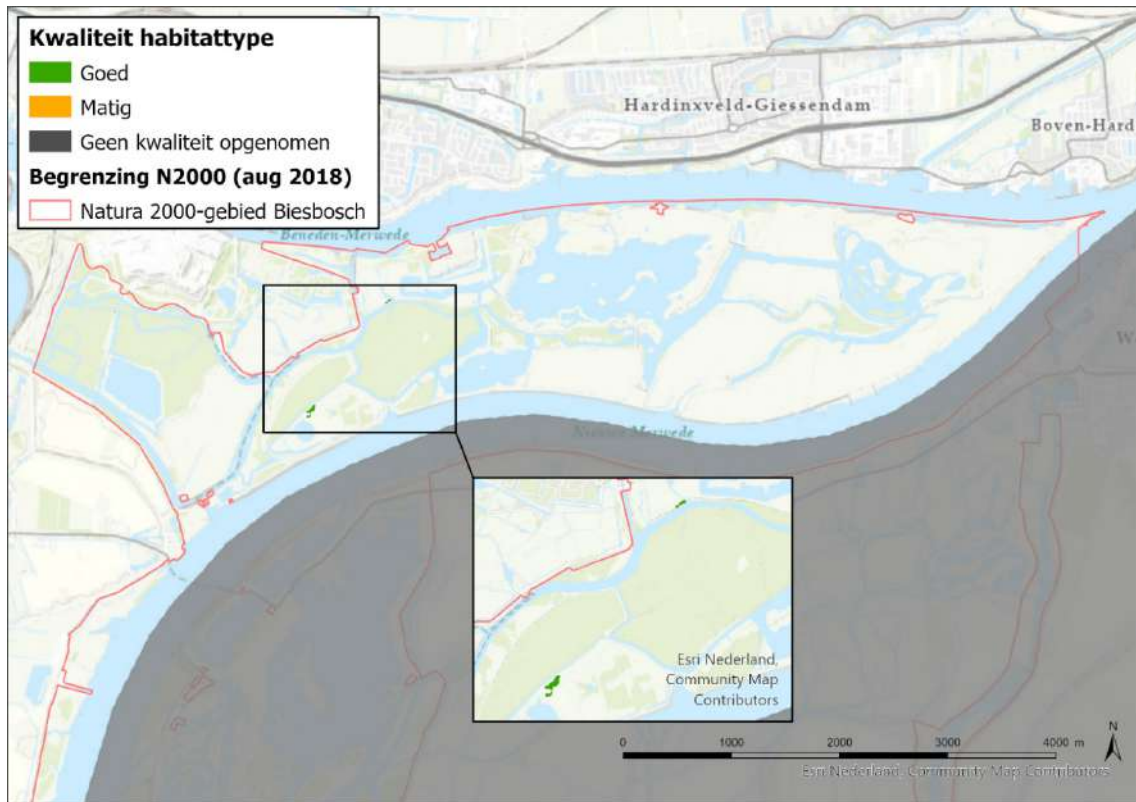 Kwaliteit habitattype
Goed
Matig
Geen kwaliteit opgenomen
Begrenzing N2000 (aug 2018)
Natura 2000-gebied Biesbosch
Hardinxveld-Giessendam
Boven-Hard
Beneden-Merwede
Nieuwe Merwede
Esri Nederland,
Community Map
Contributors
N
0 1000 2000 3000 4000 m
Esri Nederland, Community Map Contributors